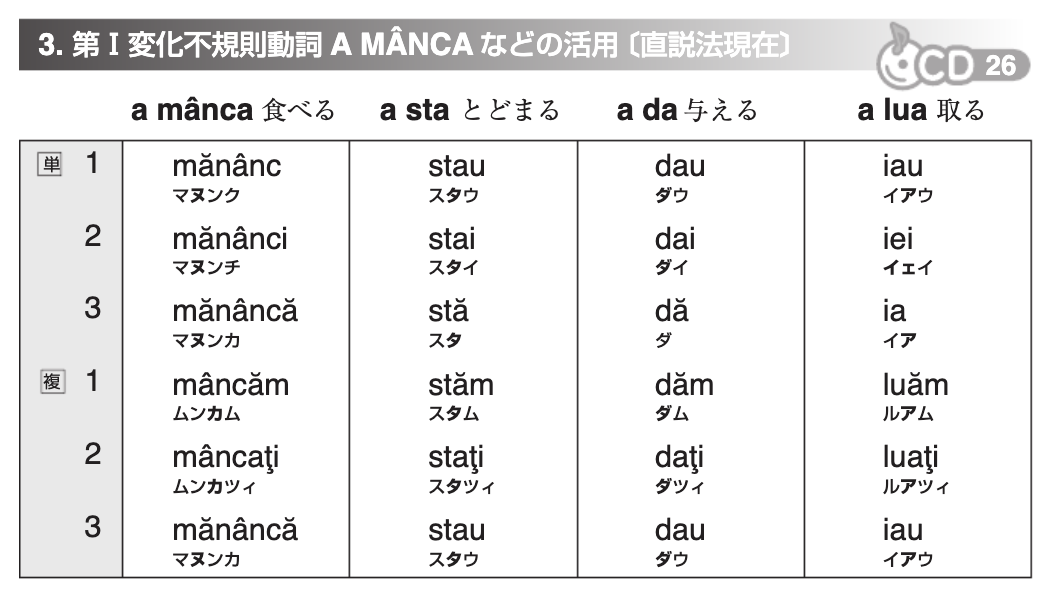 3. 第Ⅰ変化不規則動詞 A MÂNCA などの活用〔直説法現在〕 CD 26
a mânca 食べる a sta とどまる a da 与える a lua 取る
単 1 mănânc stau dau iau
マヌンク スタウ ダウ イアウ
2 mănânci stai dai iei
マヌンチ スタイ ダイ イェイ
3 mănâncă stă dă ia
マヌンカ スタ ダ イア
複 1 mâncăm stăm dăm luăm
ムンカム スタム ダム ルアム
2 mâncaţi staţi daţi luaţi
ムンカツィ スタツィ ダツィ ルアツィ
3 mănâncă stau dau iau
マヌンカ スタウ ダウ イアウ